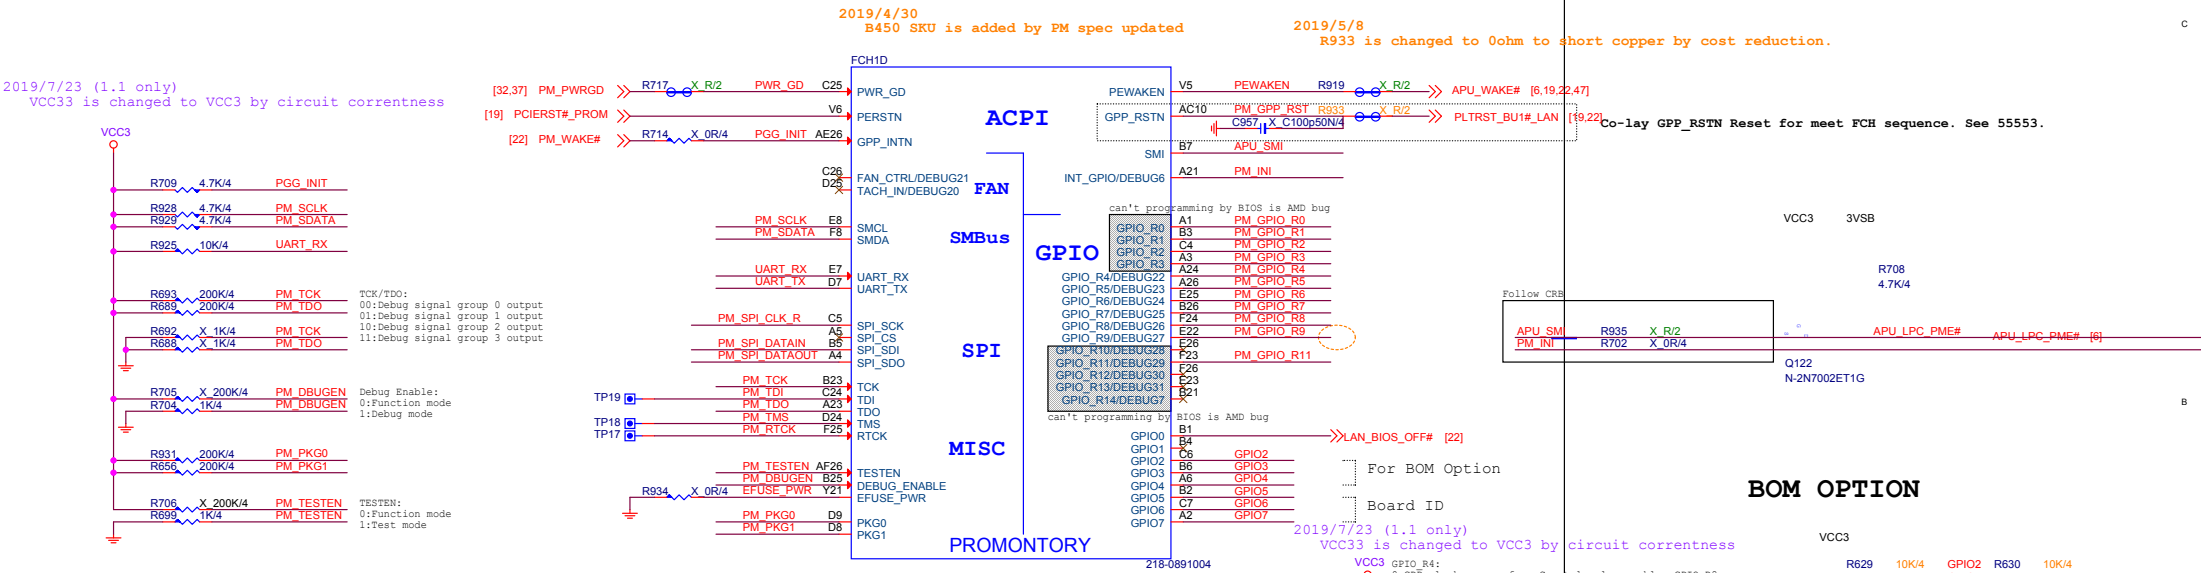 2019/4/30
B450 SKU is added by PM spec updated
2019/5/8
R933 is changed to 0ohm to short copper by cost reduction.
C
2019/7/23 (1.1 only)
VCC33 is changed to VCC3 by circuit correntness
VCC3
R709 4.7K/4 PGG_INIT
R928 4.7K/4 PM_SCLK
R929 4.7K/4 PM_SDATA
R925 10K/4 UART_RX
R693 200K/4 PM_TCK
R689 200K/4 PM_TDO
R692 X_1K/4 PM_TCK
R688 X_1K/4 PM_TDO
TCK/TDO:
00:Debug signal group 0 output
01:Debug signal group 1 output
10:Debug signal group 2 output
11:Debug signal group 3 output
R705 X_200K/4 PM_DBUGEN
R704 1K/4 PM_DBUGEN
Debug Enable:
0:Function mode
1:Debug mode
R931 200K/4 PM_PKG0
R656 200K/4 PM_PKG1
R706 X_200K/4 PM_TESTEN
R699 1K/4 PM_TESTEN
TESTEN:
0:Function mode
1:Test mode
FCH1D
[32,37] PM_PWRGD R717 X_R/2 PWR_GD C25 PWR_GD
[19] PCIERST#_PROM V6 PERSTN
[22] PM_WAKE# R714 X_0R/4 PGG_INIT AE26 GPP_INTN
C26 FAN_CTRL/DEBUG21
D25 TACH_IN/DEBUG20
PM_SCLK E8 SMCL
PM_SDATA F8 SMDA
UART_RX E7 UART_RX
UART_TX D7 UART_TX
PM_SPI_CLK_R C5 SPI_SCK
A5 SPI_CS
PM_SPI_DATAIN B5 SPI_SDI
PM_SPI_DATAOUT A4 SPI_SDO
PM_TCK B23 TCK
TP19 PM_TDI C24 TDI
PM_TDO A23 TDO
TP18 PM_TMS D24 TMS
TP17 PM_RTCK F25 RTCK
PM_TESTEN AF26 TESTEN
PM_DBUGEN B25 DEBUG_ENABLE
R934 X_0R/4 EFUSE_PWR Y21 EFUSE_PWR
PM_PKG0 D9 PKG0
PM_PKG1 D8 PKG1
ACPI
FAN
SMBus
GPIO
SPI
MISC
PROMONTORY
218-0891004
PEWAKEN V5 PEWAKEN R919 X_R/2 APU_WAKE# [6,19,22,47]
GPP_RSTN AC10 PM_GPP_RST R933 X_R/2 PLTRST_BU1#_LAN [19,22]
C957 X_C100p50N/4
Co-lay GPP_RSTN Reset for meet FCH sequence. See 55553.
SMI B7 APU_SMI
INT_GPIO/DEBUG6 A21 PM_INI
can't programming by BIOS is AMD bug
GPIO_R0 A1 PM_GPIO_R0
GPIO_R1 B3 PM_GPIO_R1
GPIO_R2 C4 PM_GPIO_R2
GPIO_R3 A3 PM_GPIO_R3
GPIO_R4/DEBUG22 A24 PM_GPIO_R4
GPIO_R5/DEBUG23 A26 PM_GPIO_R5
GPIO_R6/DEBUG24 E25 PM_GPIO_R6
GPIO_R7/DEBUG25 B26 PM_GPIO_R7
GPIO_R8/DEBUG26 F24 PM_GPIO_R8
GPIO_R9/DEBUG27 E22 PM_GPIO_R9
GPIO_R10/DEBUG28 E26
GPIO_R11/DEBUG29 F23 PM_GPIO_R11
GPIO_R12/DEBUG30 F26
GPIO_R13/DEBUG31 E23
GPIO_R14/DEBUG7 B21
can't programming by BIOS is AMD bug
GPIO0 B1 LAN_BIOS_OFF# [22]
GPIO1 B4
GPIO2 C6 GPIO2
GPIO3 B6 GPIO3
GPIO4 A6 GPIO4
GPIO5 B2 GPIO5
GPIO6 C7 GPIO6
GPIO7 A2 GPIO7
For BOM Option
Board ID
2019/7/23 (1.1 only)
VCC33 is changed to VCC3 by circuit correntness
VCC3 GPIO_R4:
VCC3 3VSB
R708
4.7K/4
Follow CRB
APU_SMI R935 X_R/2 APU_LPC_PME# APU_LPC_PME# [6]
PM_INI R702 X_0R/4
Q122
N-2N7002ET1G
B
BOM OPTION
VCC3
R629 10K/4 GPIO2 R630 10K/4